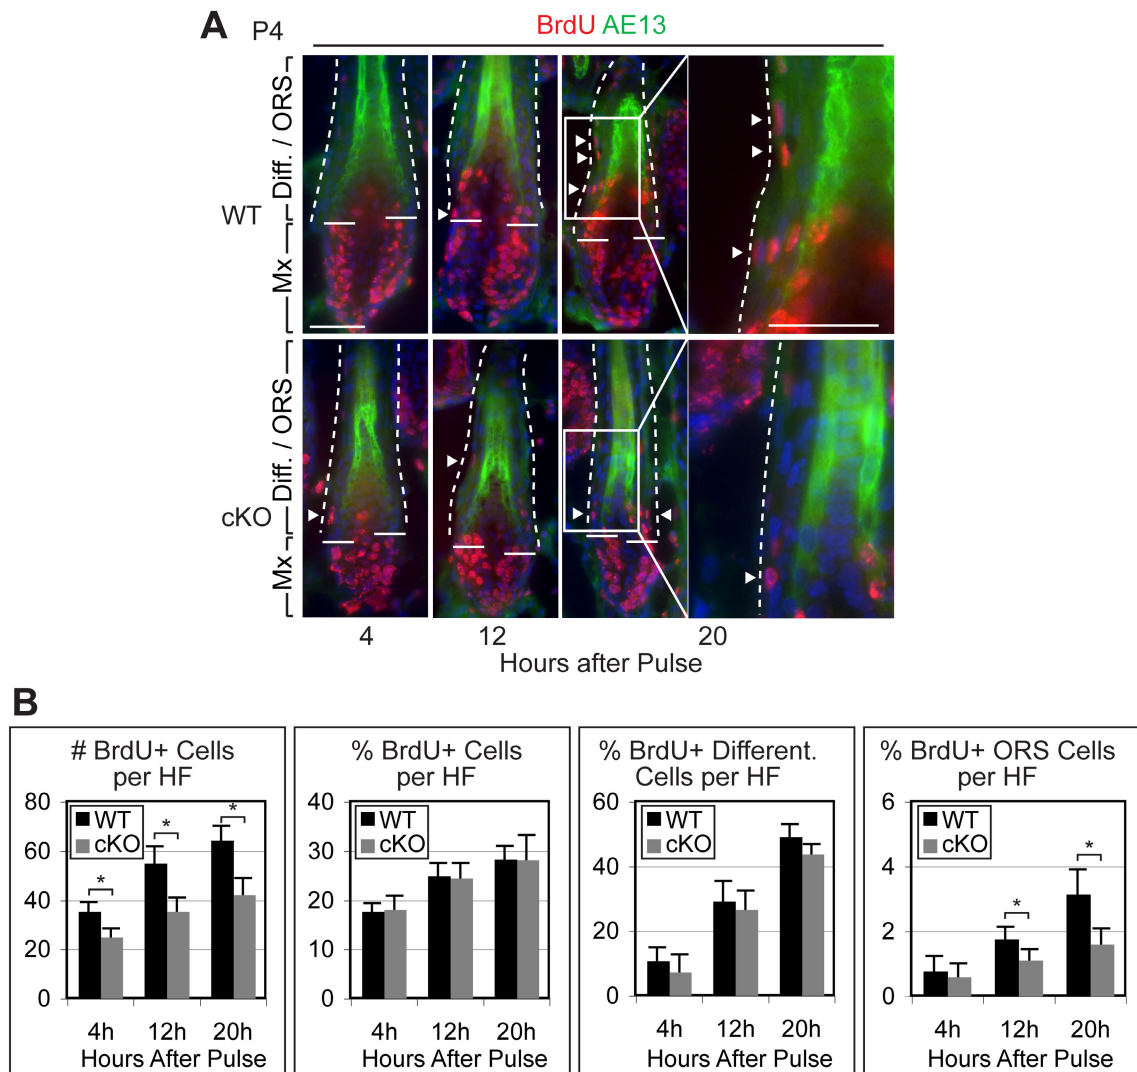 A P4 BrdU AE13
Diff. / ORS
WT
Mx
Diff. / ORS
cKO
Mx
4 12 20
Hours after Pulse
B
# BrdU+ Cells
per HF
80
60
40
20
0
WT
cKO
*
*
*
4h 12h 20h
Hours After Pulse
% BrdU+ Cells
per HF
40
30
20
10
0
WT
cKO
4h 12h 20h
Hours After Pulse
% BrdU+ Different.
Cells per HF
60
40
20
0
WT
cKO
4h 12h 20h
Hours After Pulse
% BrdU+ ORS Cells
per HF
6
4
2
0
WT
cKO
*
*
4h 12h 20h
Hours After Pulse